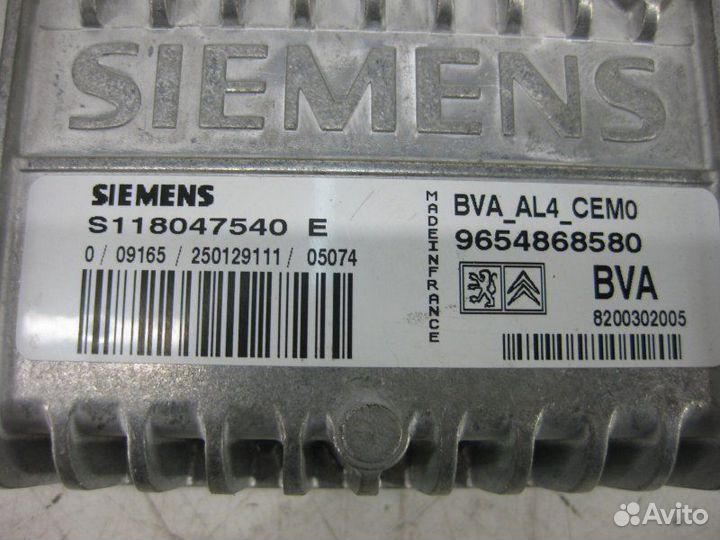 SIEMENS
SIEMENS
S118047540 E
0 / 09165 / 250129111 / 05074
MADEINFRANCE
BVA_AL4_CEM0
9654868580
BVA
8200302005
Avito